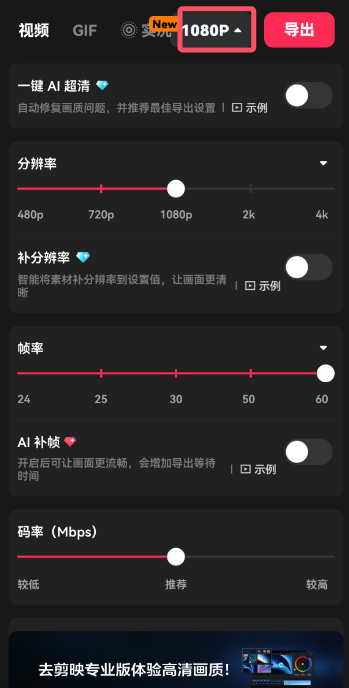 视频 GIF 实况 New 1080P 导出
一键 AI 超清
自动修复画质问题，并推荐最佳导出设置 | 示例
分辨率
480p 720p 1080p 2k 4k
补分辨率
智能将素材补分辨率到设置值，让画面更清
晰
示例
帧率
24 25 30 50 60
AI 补帧
开启后可让画面更流畅，会增加导出等待
时间
示例
码率（Mbps）
较低 推荐 较高
去剪映专业版体验高清画质！